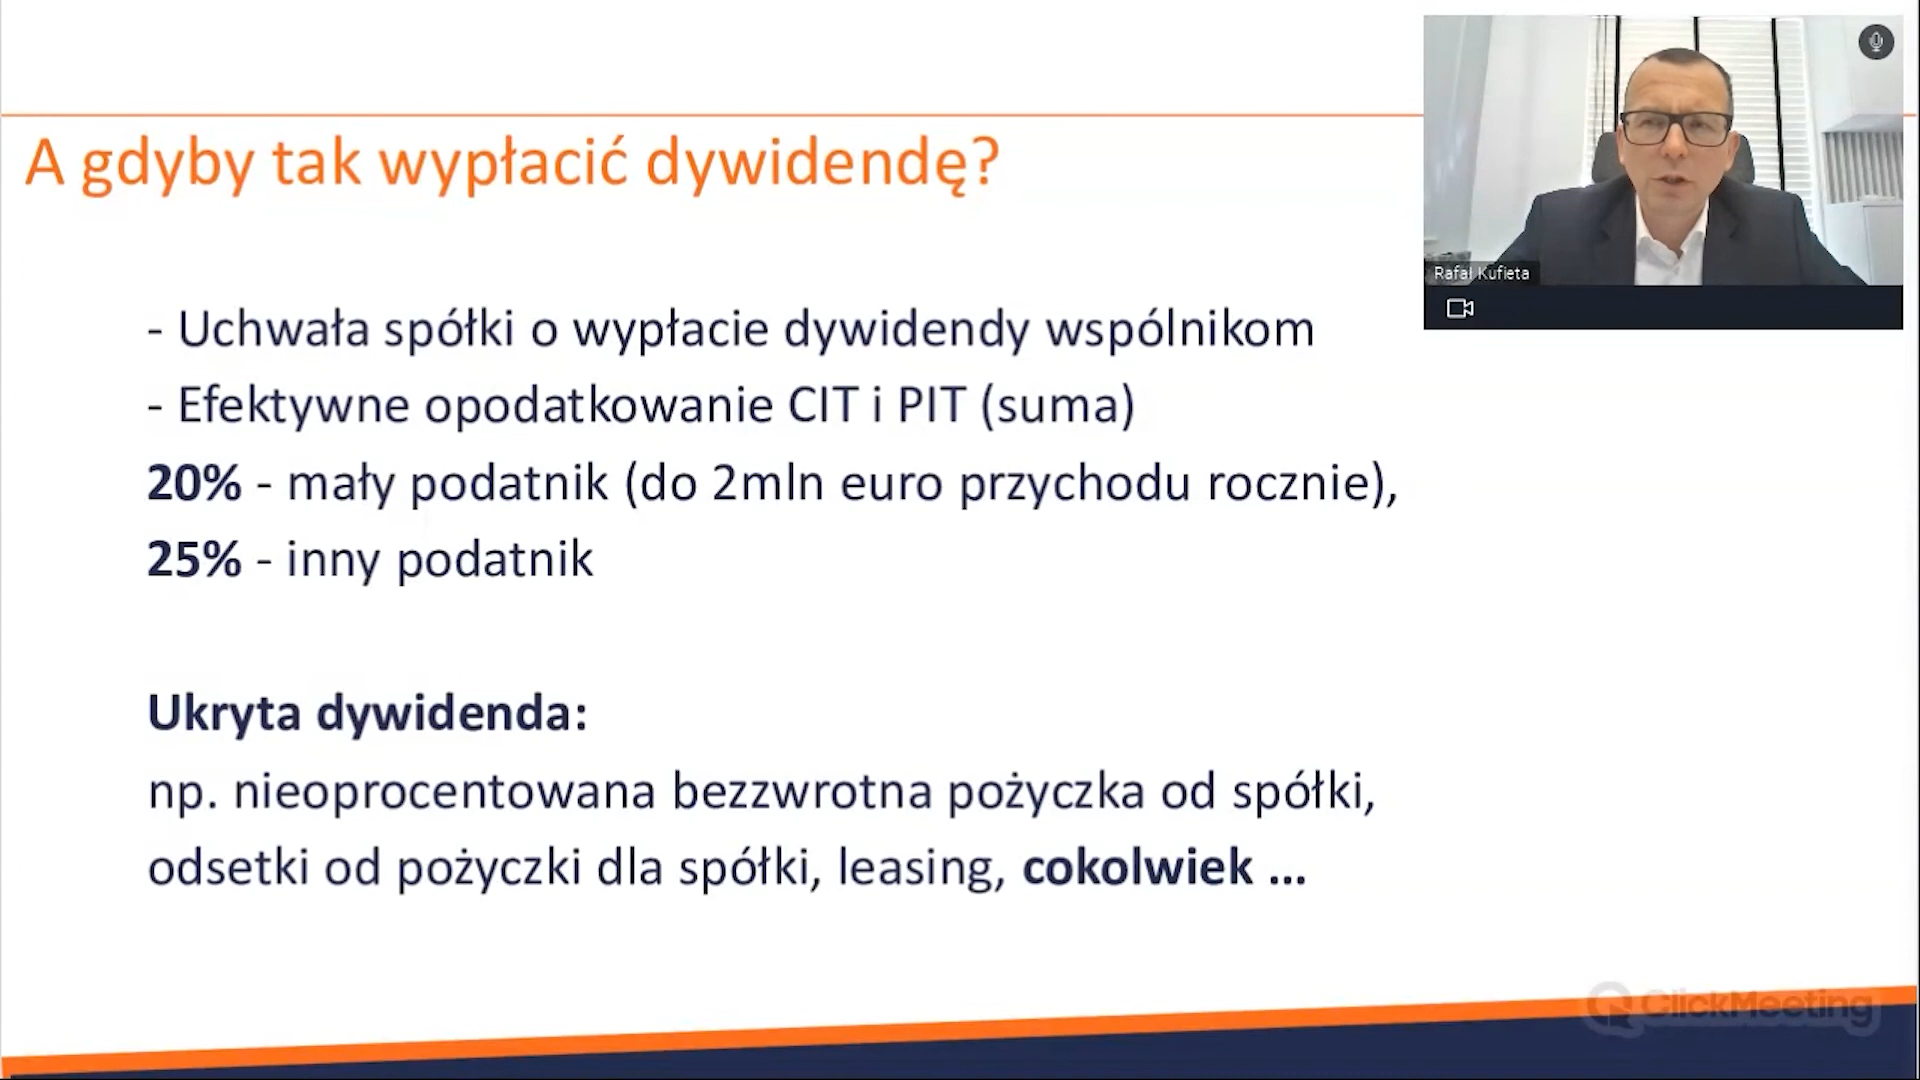 A gdyby tak wypłacić dywidendę?
Rafał Kufieta
- Uchwała spółki o wypłacie dywidendy wspólnikom
- Efektywne opodatkowanie CIT i PIT (suma)
20% - mały podatnik (do 2mln euro przychodu rocznie),
25% - inny podatnik
Ukryta dywidenda:
np. nieoprocentowana bezzwrotna pożyczka od spółki,
odsetki od pożyczki dla spółki, leasing, cokolwiek ...
ClickMeeting